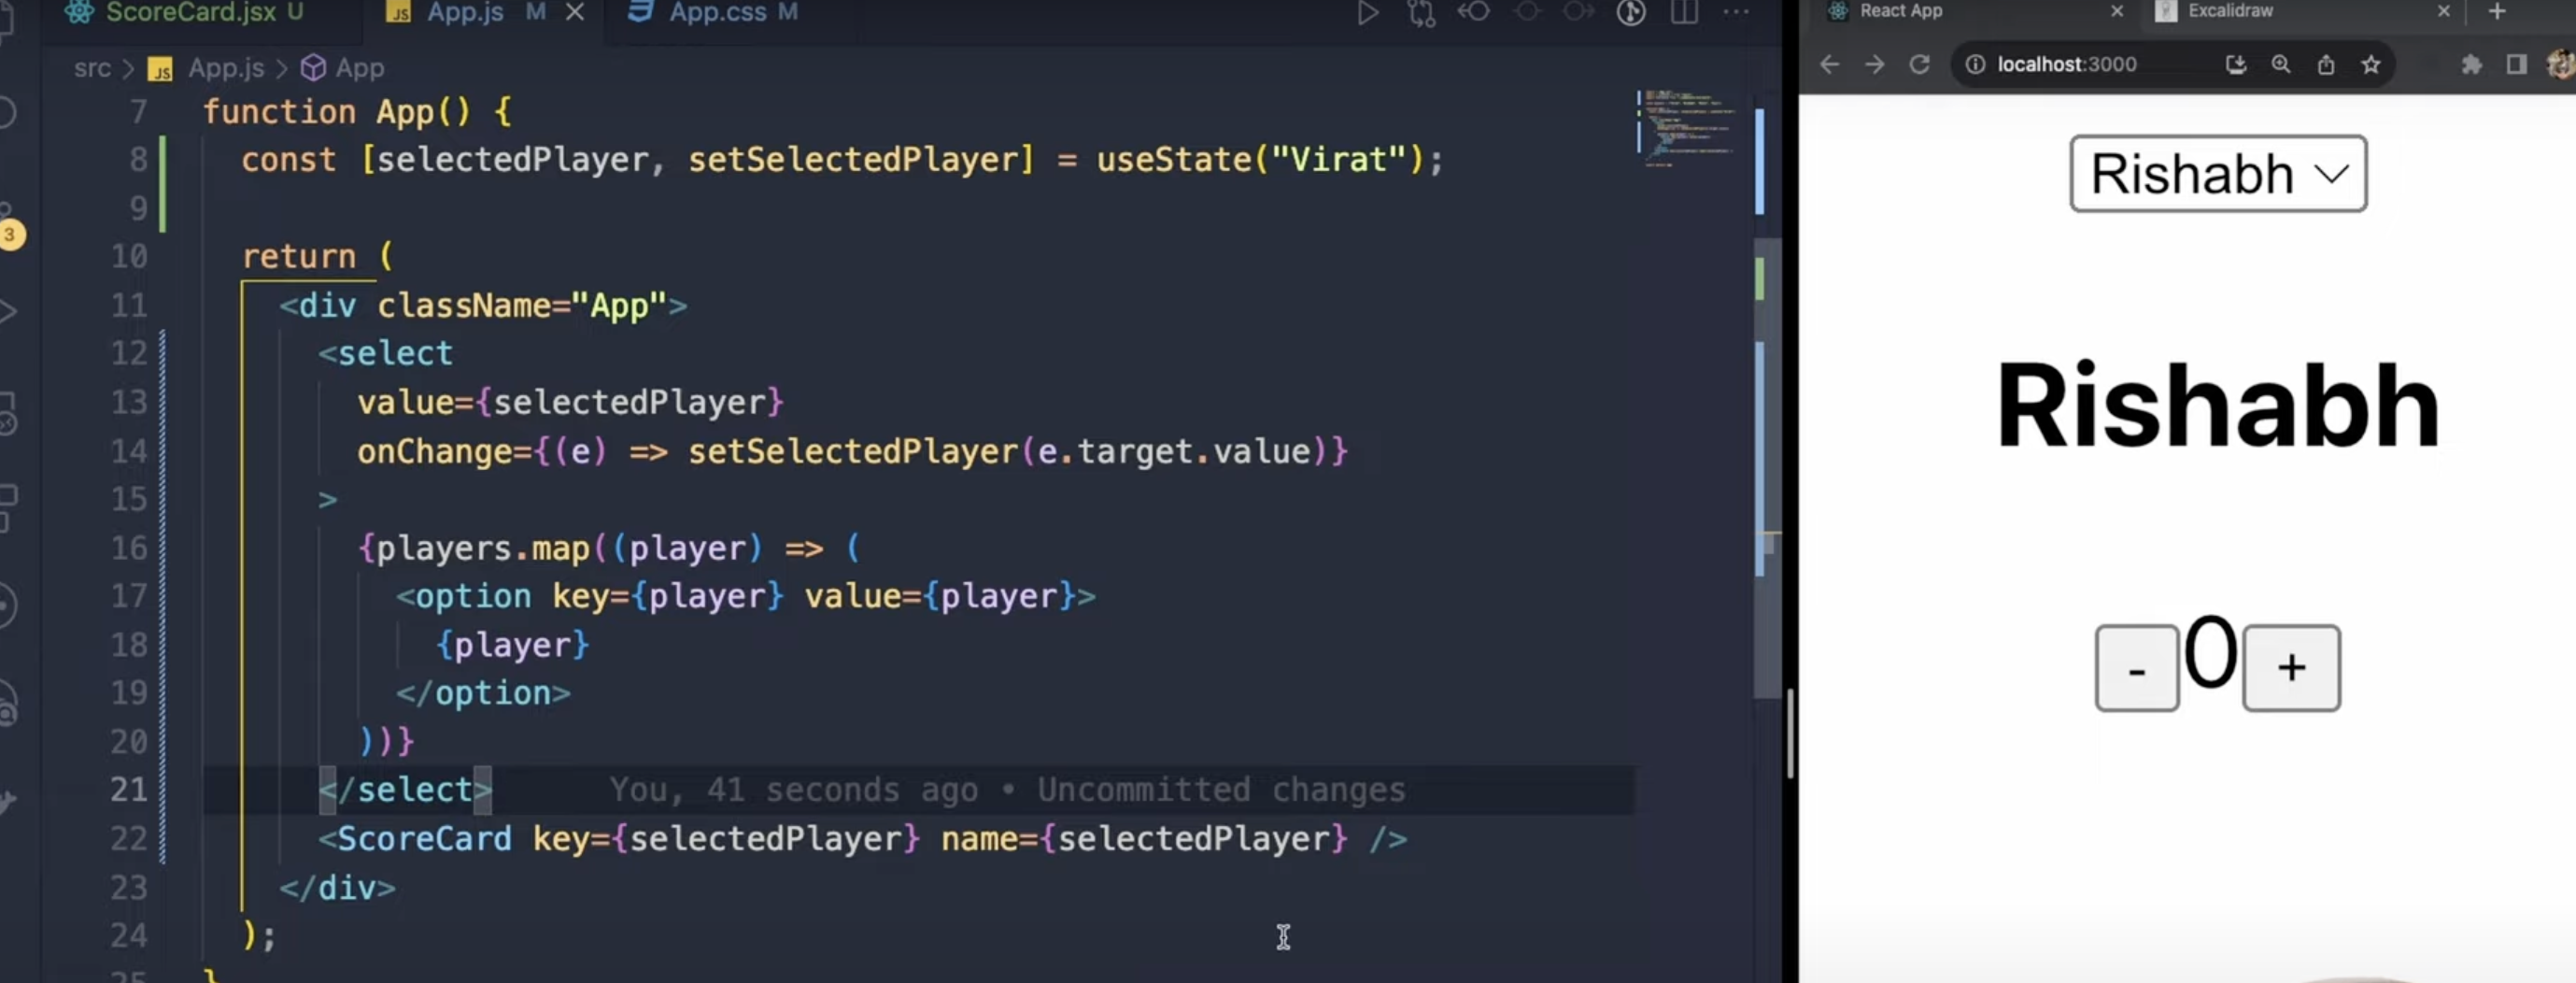 ScoreCard.jsx U
JS App.js M
App.css M
src > JS App.js > App
7 function App() {
8 const [selectedPlayer, setSelectedPlayer] = useState("Virat");
9
10 return (
11 <div className="App">
12 <select
13 value={selectedPlayer}
14 onChange={(e) => setSelectedPlayer(e.target.value)}
15 >
16 {players.map((player) => (
17 <option key={player} value={player}>
18 {player}
19 </option>
20 ))}
21 </select> You, 41 seconds ago • Uncommitted changes
22 <ScoreCard key={selectedPlayer} name={selectedPlayer} />
23 </div>
24 );
25 }
3
React App
Excalidraw
localhost:3000
Rishabh
Rishabh
- 0 +